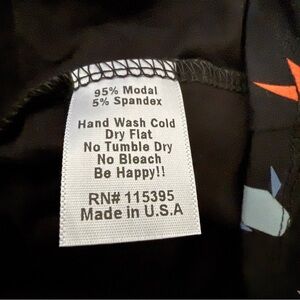 95% Modal
5% Spandex
Hand Wash Cold
Dry Flat
No Tumble Dry
No Bleach
Be Happy!!
RN# 115395
Made in U.S.A